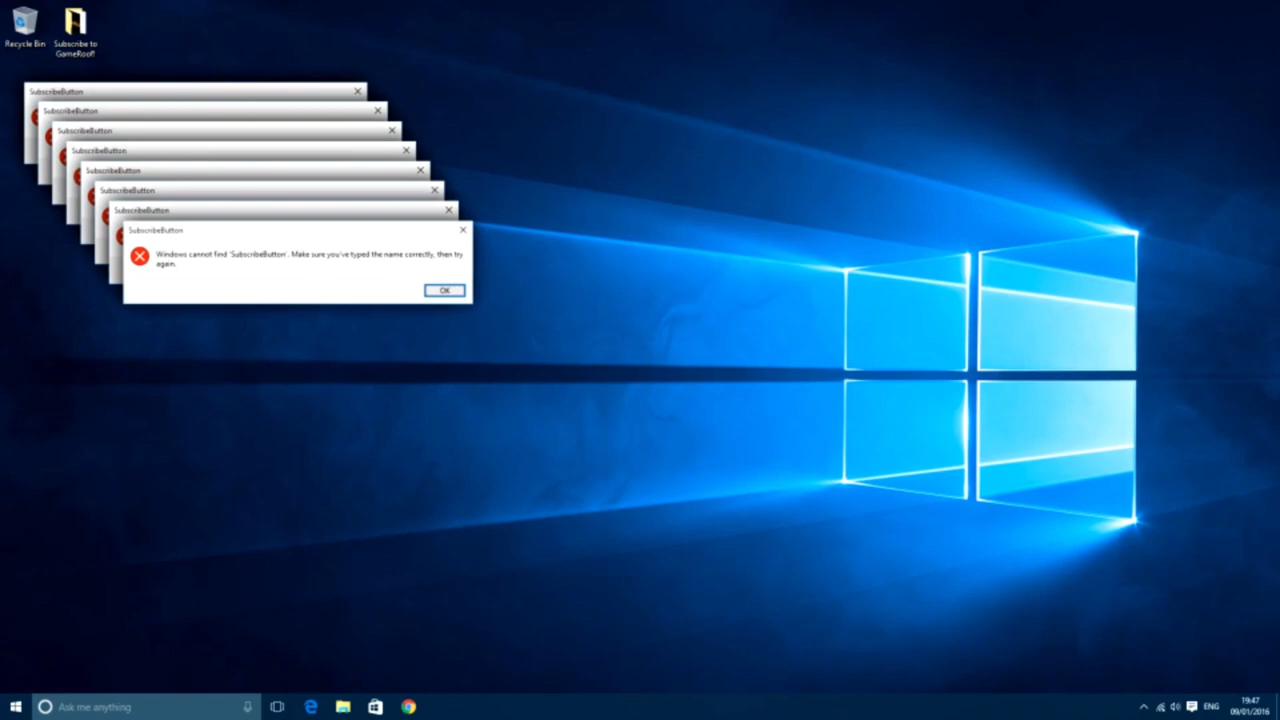 Recycle Bin
Subscribe to
GameRoof!
SubscribeButton
SubscribeButton
SubscribeButton
SubscribeButton
SubscribeButton
SubscribeButton
SubscribeButton
SubscribeButton
Windows cannot find 'SubscribeButton'. Make sure you've typed the name correctly, then try
again.
OK
Ask me anything
ENG
19:47
09/01/2016